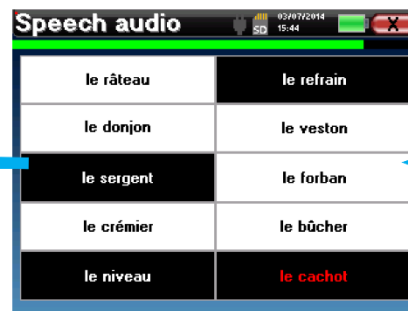 Speech audio SD 03/07/2014 15:44 X
le râteau le refrain
le donjon le veston
le sergent le forban
le crémier le bûcher
le niveau le cachot